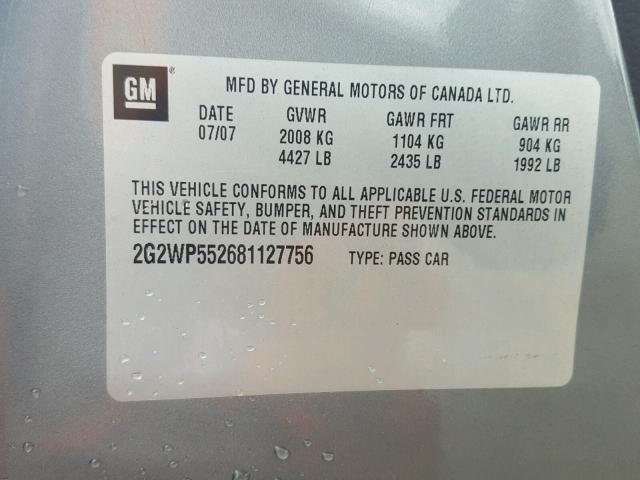 GM®
MFD BY GENERAL MOTORS OF CANADA LTD.
DATE GVWR GAWR FRT GAWR RR
07/07 2008 KG 1104 KG 904 KG
4427 LB 2435 LB 1992 LB
THIS VEHICLE CONFORMS TO ALL APPLICABLE U.S. FEDERAL MOTOR
VEHICLE SAFETY, BUMPER, AND THEFT PREVENTION STANDARDS IN
EFFECT ON THE DATE OF MANUFACTURE SHOWN ABOVE.
2G2WP552681127756 TYPE: PASS CAR